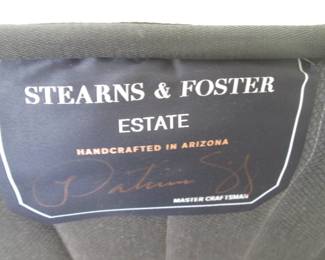 STEARNS & FOSTER
ESTATE
HANDCRAFTED IN ARIZONA
MASTER CRAFTSMAN